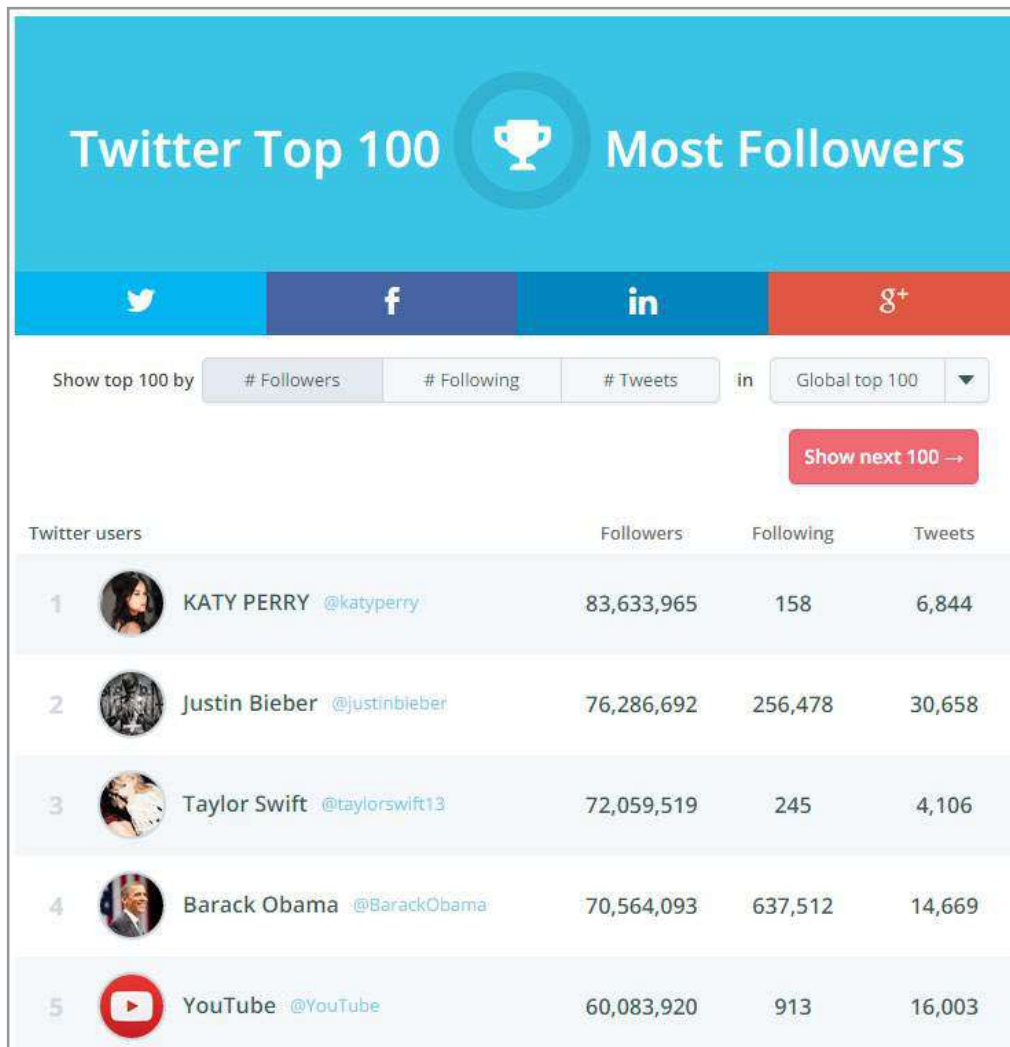 Twitter Top 100 Most Followers
f in g+
Show top 100 by # Followers # Following # Tweets in Global top 100
Show next 100 →
Twitter users Followers Following Tweets
1 KATY PERRY @katyperry 83,633,965 158 6,844
2 Justin Bieber @justinbieber 76,286,692 256,478 30,658
3 Taylor Swift @taylorswift13 72,059,519 245 4,106
4 Barack Obama @BarackObama 70,564,093 637,512 14,669
5 YouTube @YouTube 60,083,920 913 16,003